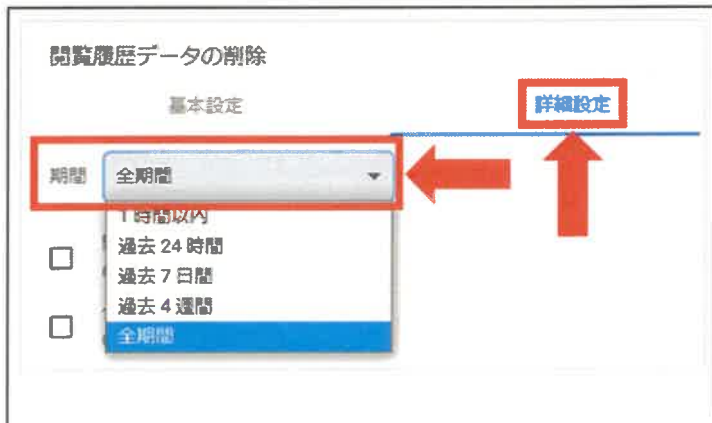 閲覧履歴データの削除
基本設定
詳細設定
期間
全期間
1時間以内
過去 24 時間
過去 7 日間
過去 4 週間
全期間